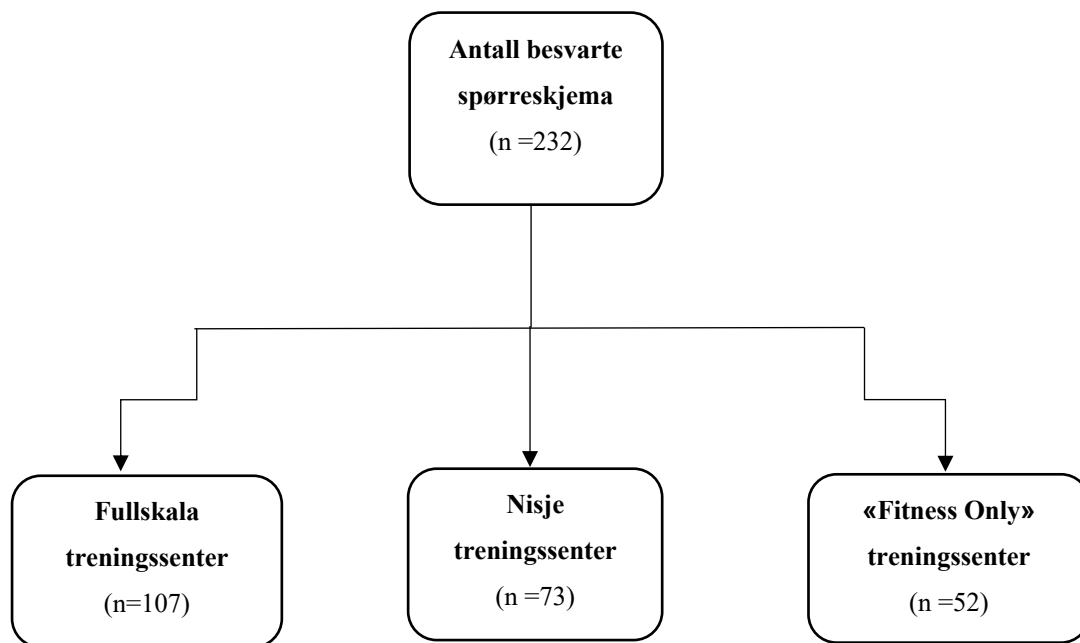 Antall besvarte
spørreskjema
(n =232)
Fullskala
treningssenter
(n=107)
Nisje
treningssenter
(n =73)
«Fitness Only»
treningssenter
(n =52)